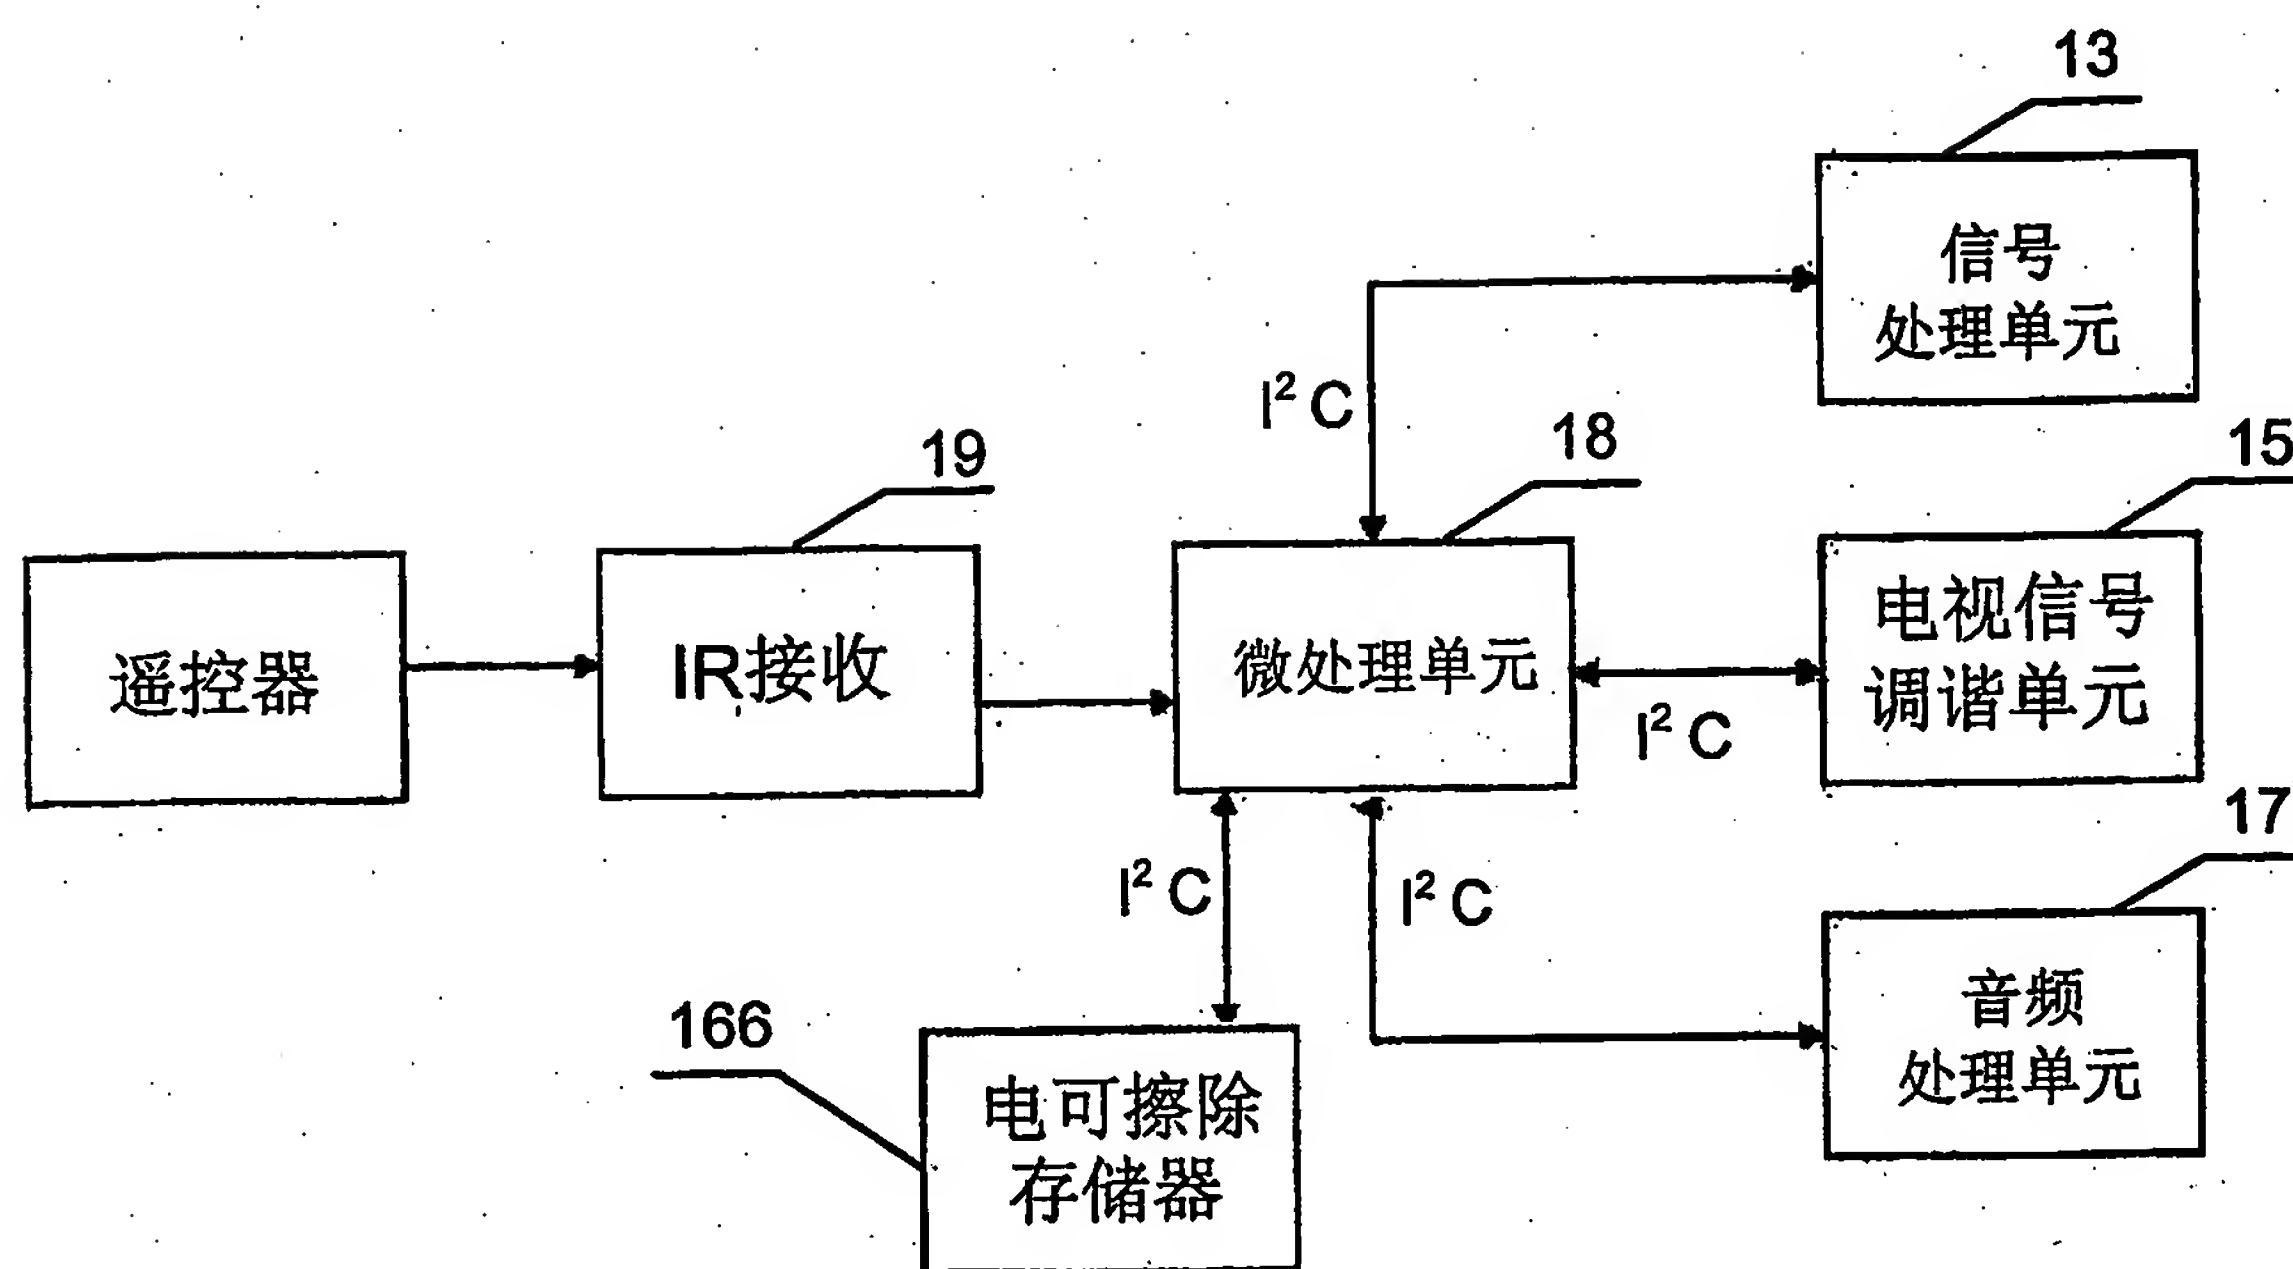 13
信号
处理单元
I² C
18
15
19
遥控器
IR接收
微处理单元
电视信号
调谐单元
I² C
17
I² C
I² C
166
音频
处理单元
电可擦除
存储器